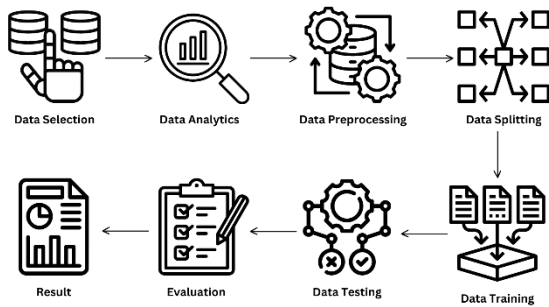 Data Selection
Data Analytics
Data Preprocessing
Data Splitting
Result
Evaluation
Data Testing
Data Training